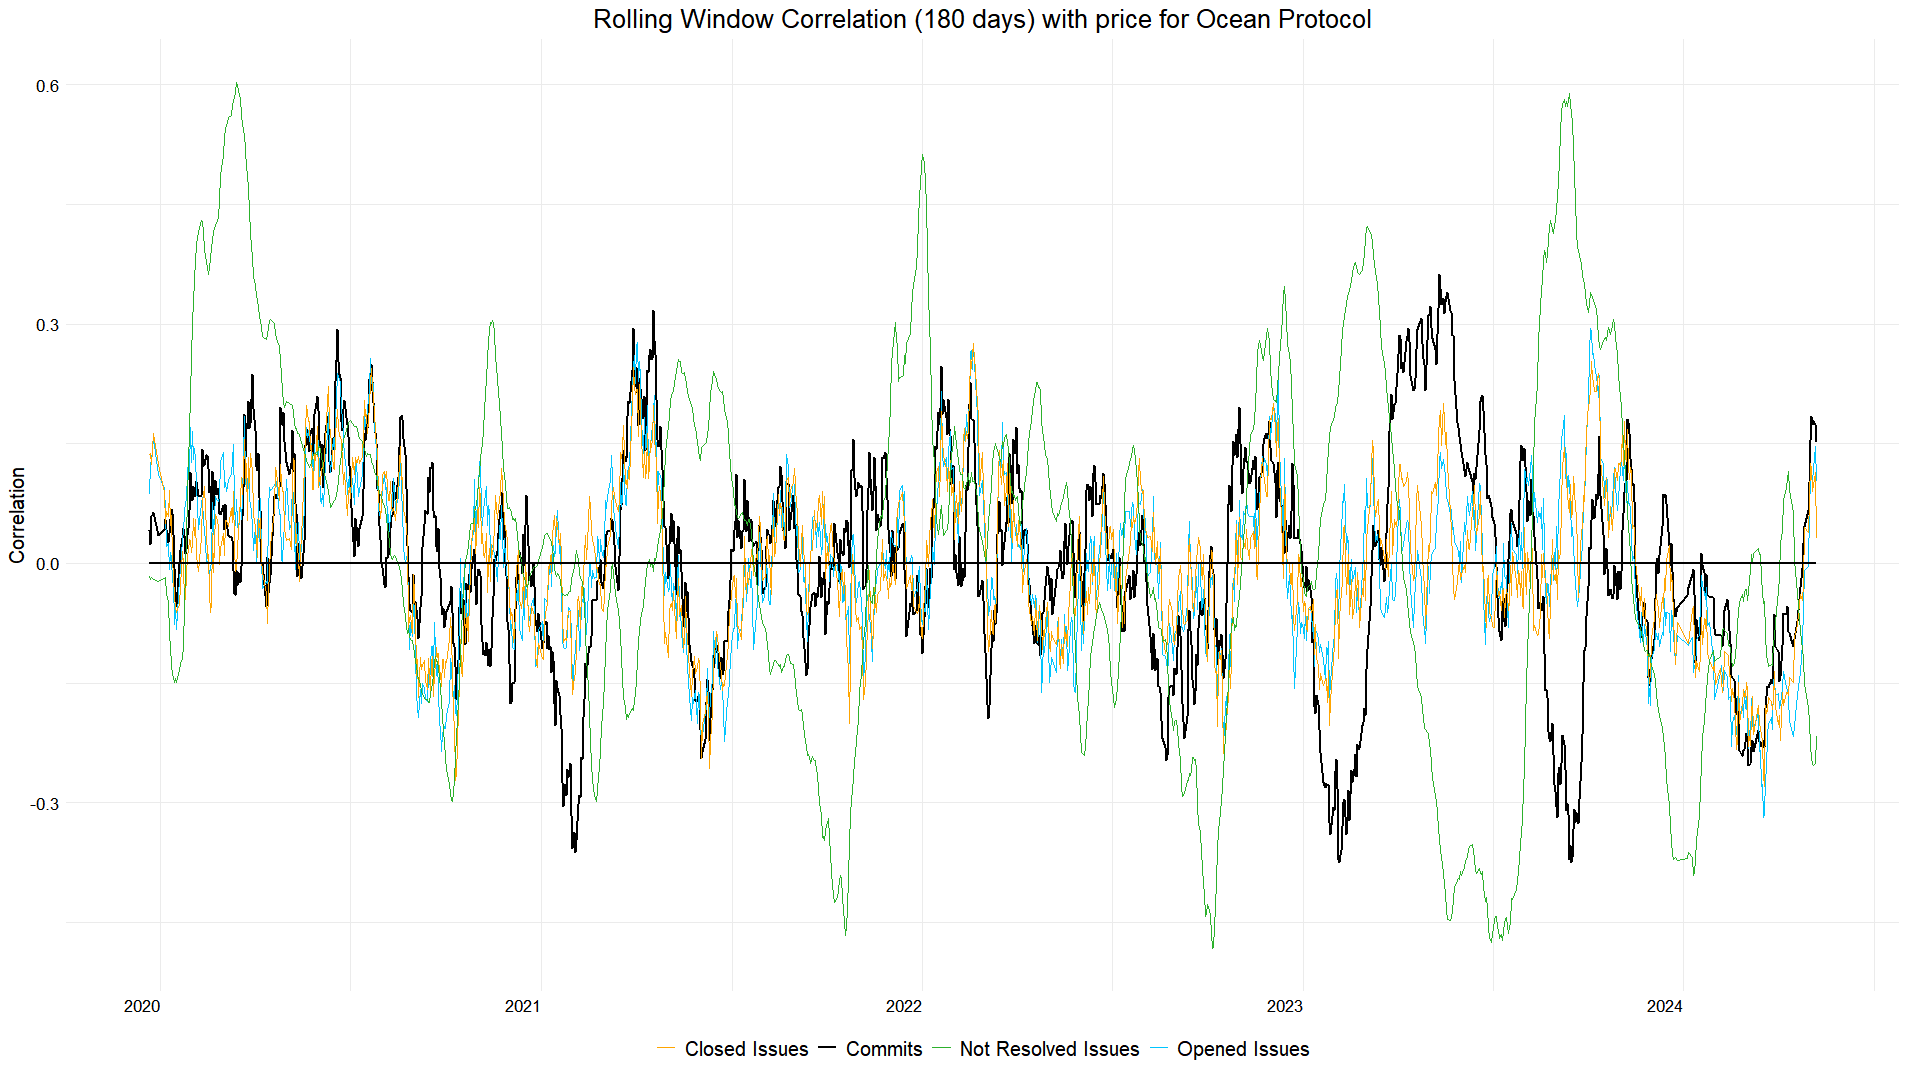 Rolling Window Correlation (180 days) with price for Ocean Protocol
Correlation
0.6
0.3
0.0
-0.3
2020 2021 2022 2023 2024
Closed Issues Commits Not Resolved Issues Opened Issues